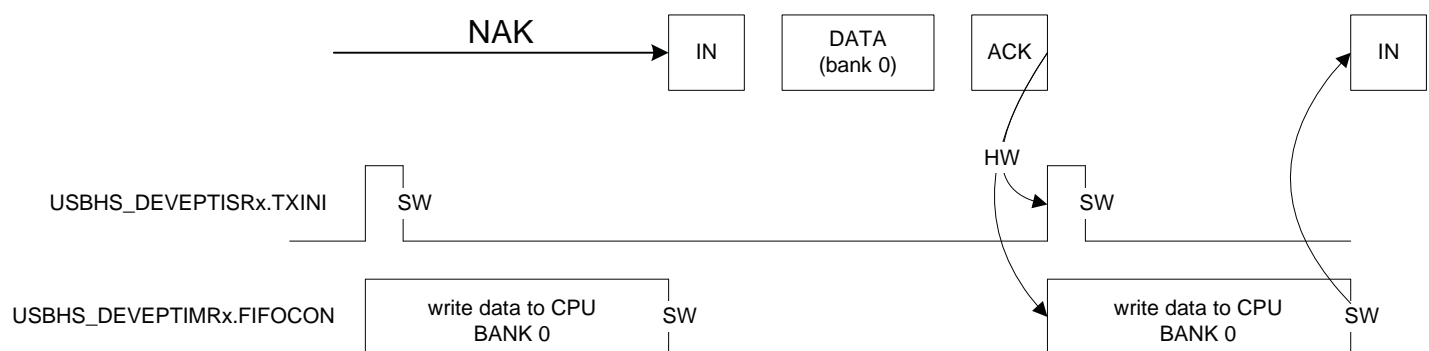 NAK
IN
DATA
(bank 0)
ACK
IN
HW
USBHS_DEVEPTISRx.TXINI
SW
SW
USBHS_DEVEPTIMRx.FIFOCON
write data to CPU
BANK 0
SW
write data to CPU
BANK 0
SW